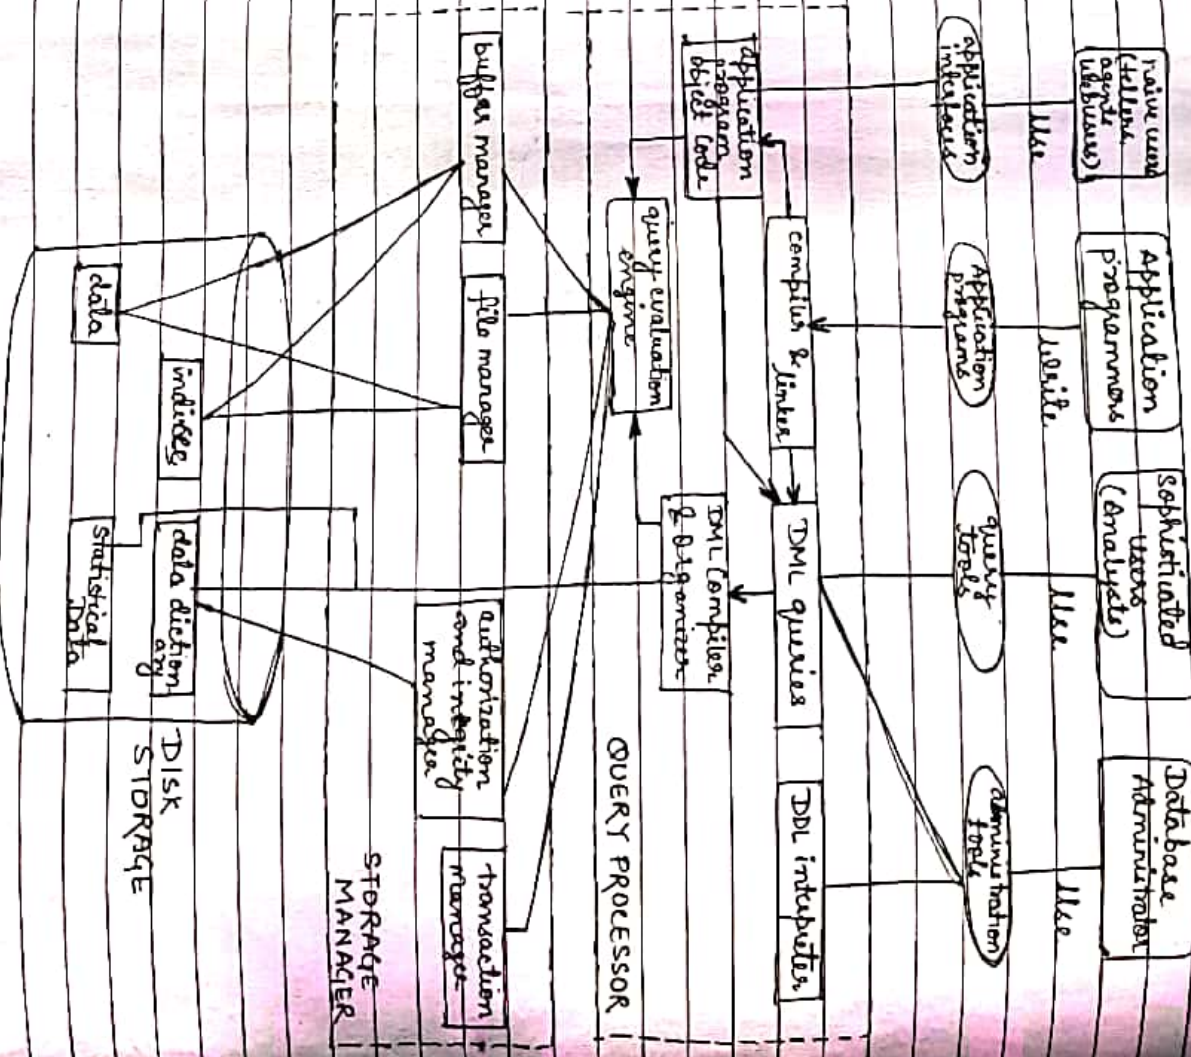 naive users
(tellers,
agents
webusers)
Application
programmers
Sophisticated
Users
(Analysts)
Database
Administrator
Use
Write
Use
Use
application
interfaces
Application
programs
query
tools
administration
tools
compiler & linker
DML queries
DDL interpreter
Application
program
object code
DML Compiler
& Organizer
query evaluation
engine
QUERY PROCESSOR
buffer manager
file manager
authorization
and integrity
manager
transaction
manager
STORAGE
MANAGER
indices
data diction
ary
data
Statistical
Data
DISK
STORAGE